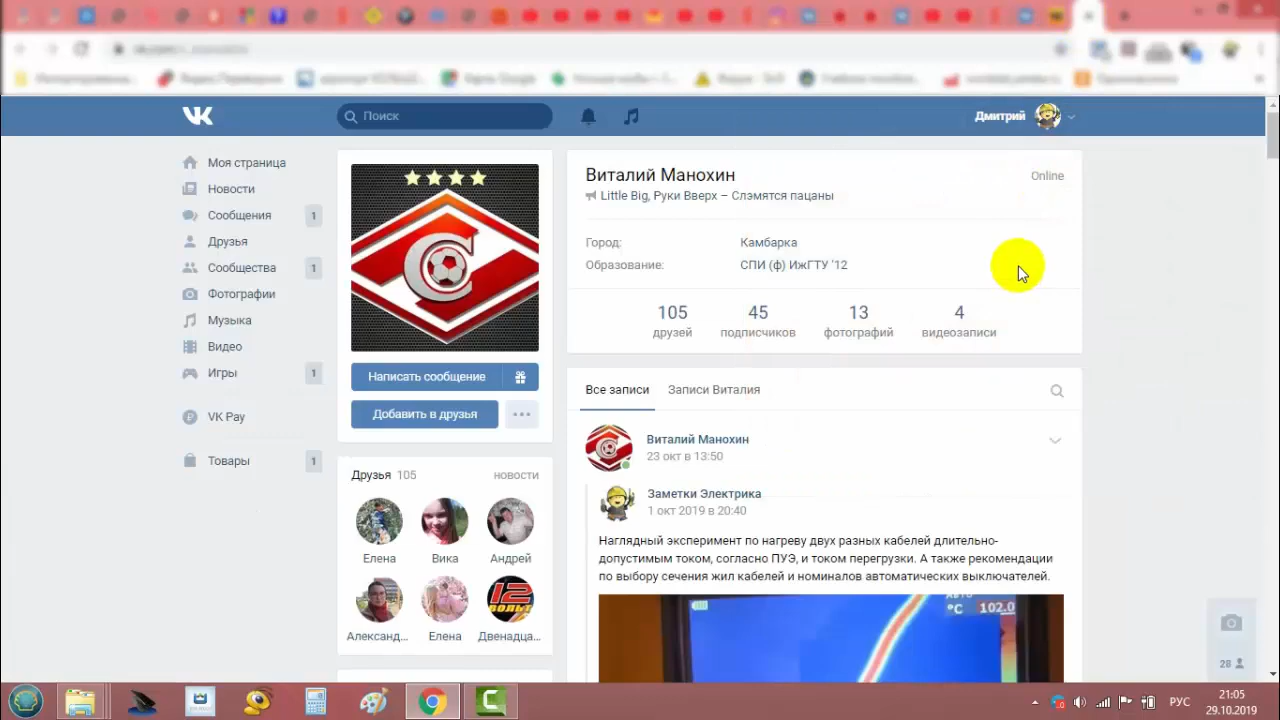 Поиск
Дмитрий
Моя страница
Новости
Сообщения 1
Друзья
Сообщества 1
Фотографии
Музыка
Видео
Игры 1
VK Pay
Товары 1
Написать сообщение
Добавить в друзья
Друзья 105 новости
Елена Вика Андрей
Александ... Елена Двенадца...
12 ВОЛЬТ
Виталий Манохин Online
Little Big, Руки Вверх – Слэмятся пацаны
Город: Камбарка
Образование: СПИ (ф) ИжГТУ '12
105 45 13 4
друзей подписчиков фотографий видеозаписи
Все записи Записи Виталия
Виталий Манохин
23 окт в 13:50
Заметки Электрика
1 окт 2019 в 20:40
Наглядный эксперимент по нагреву двух разных кабелей длительно-
допустимым током, согласно ПУЭ, и током перегрузки. А также рекомендации
по выбору сечения жил кабелей и номиналов автоматических выключателей.
°C 102.0
28
РУС
21:05
29.10.2019